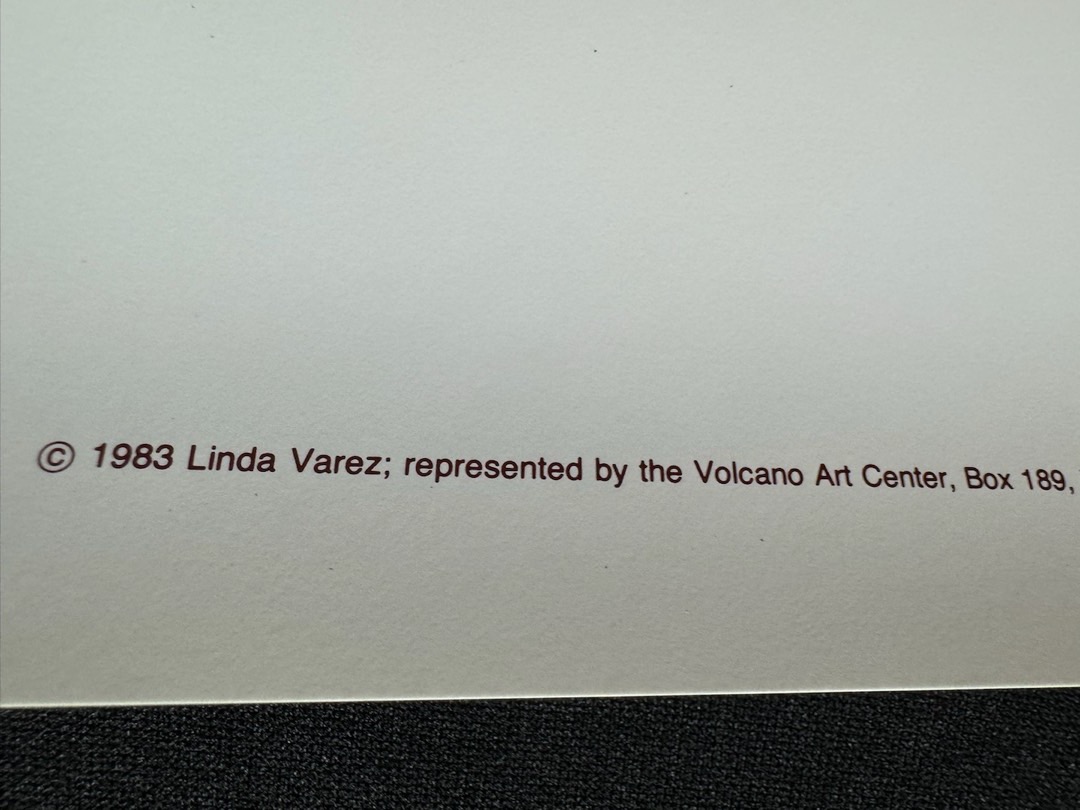 © 1983 Linda Varez; represented by the Volcano Art Center, Box 189,